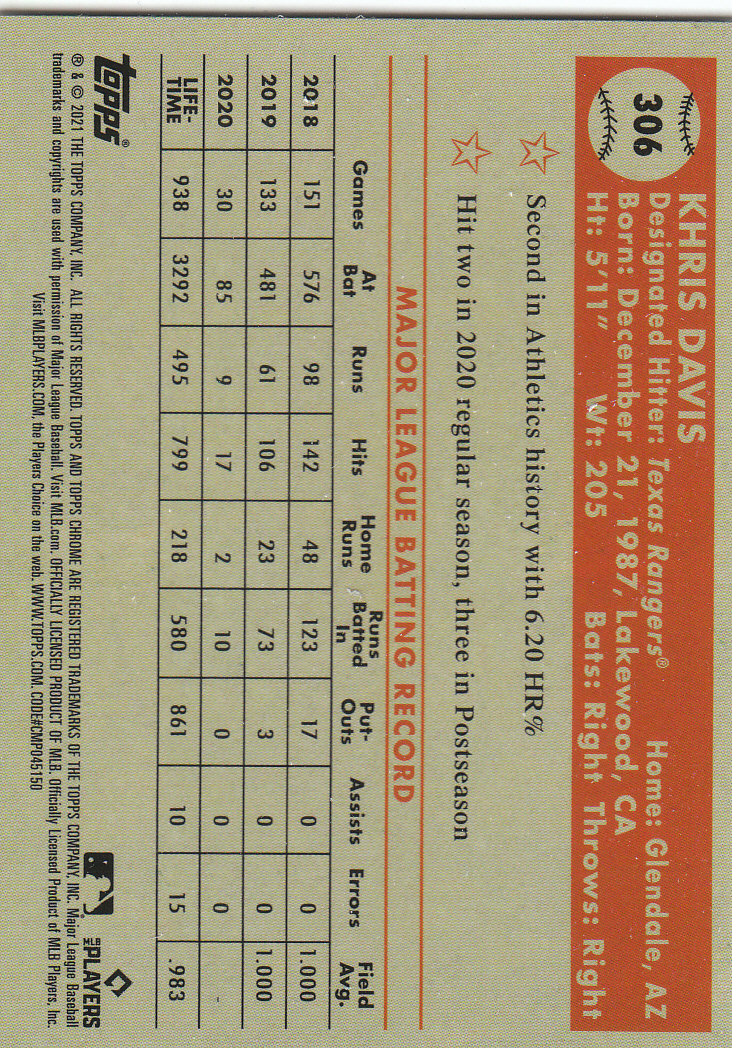 306
KHRIS DAVIS
Designated Hitter: Texas Rangers® Home: Glendale, AZ
Born: December 21, 1987, Lakewood, CA
Ht: 5'11" Wt: 205 Bats: Right Throws: Right
Second in Athletics history with 6.20 HR%
Hit two in 2020 regular season, three in Postseason
MAJOR LEAGUE BATTING RECORD
Games At Bat Runs Hits Home Runs Runs Batted In Put-Outs Assists Errors Field Avg.
2018 151 576 98 142 48 123 17 0 0 1.000
2019 133 481 61 106 23 73 3 0 0 1.000
2020 30 85 9 17 2 10 0 0 0 -
LIFE-TIME 938 3292 495 799 218 580 861 10 15 .983
topps®
THE PLAYERS
® & © 2021 THE TOPPS COMPANY, INC. ALL RIGHTS RESERVED. TOPPS AND TOPPS CHROME ARE REGISTERED TRADEMARKS OF THE TOPPS COMPANY, INC. Major League Baseball
trademarks and copyrights are used with permission of Major League Baseball. Visit MLB.com. OFFICIALLY LICENSED PRODUCT OF MLB. Officially Licensed Product of MLB Players, Inc.
Visit MLBPLAYERS.COM, the Players Choice on the web. WWW.TOPPS.COM. CODE#CMP045150